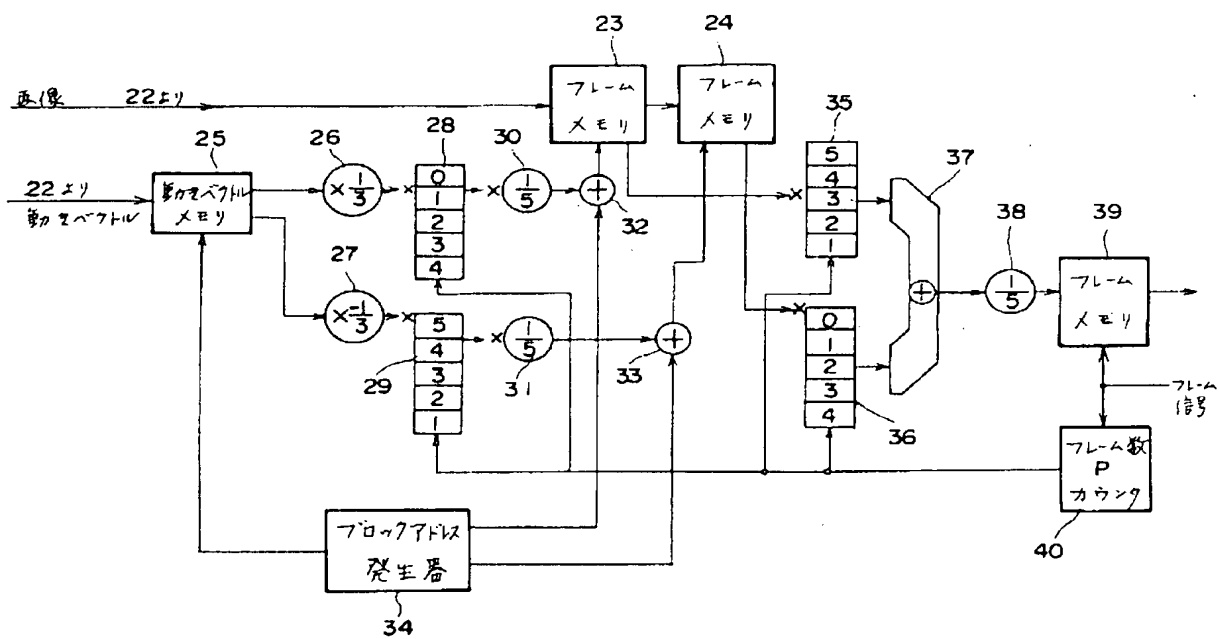 23
24
画像 22より
フレーム
メモリ
フレーム
メモリ
35
5
4
3
2
1
37
25
26
28
30
22より
動きベクトル
動きベクトル
メモリ
×1/3
×
0
1
2
3
4
×
1/5
+
32
×
38
39
1/5
フレーム
メモリ
27
×-1/3
×
5
4
3
2
1
29
×
1/5
31
+
33
×
0
1
2
3
4
36
+
フレーム
信号
フレーム数
P
カウンタ
40
ブロックアドレス
発生器
34